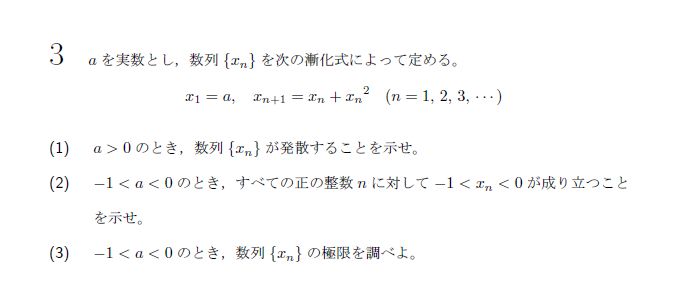 3 a を実数とし，数列 {x_n} を次の漸化式によって定める。
x_1 = a, x_{n+1} = x_n + x_n^2 (n = 1, 2, 3, ⋯)
(1) a > 0 のとき，数列 {x_n} が発散することを示せ。
(2) −1 < a < 0 のとき，すべての正の整数 n に対して −1 < x_n < 0 が成り立つこと
を示せ。
(3) −1 < a < 0 のとき，数列 {x_n} の極限を調べよ。